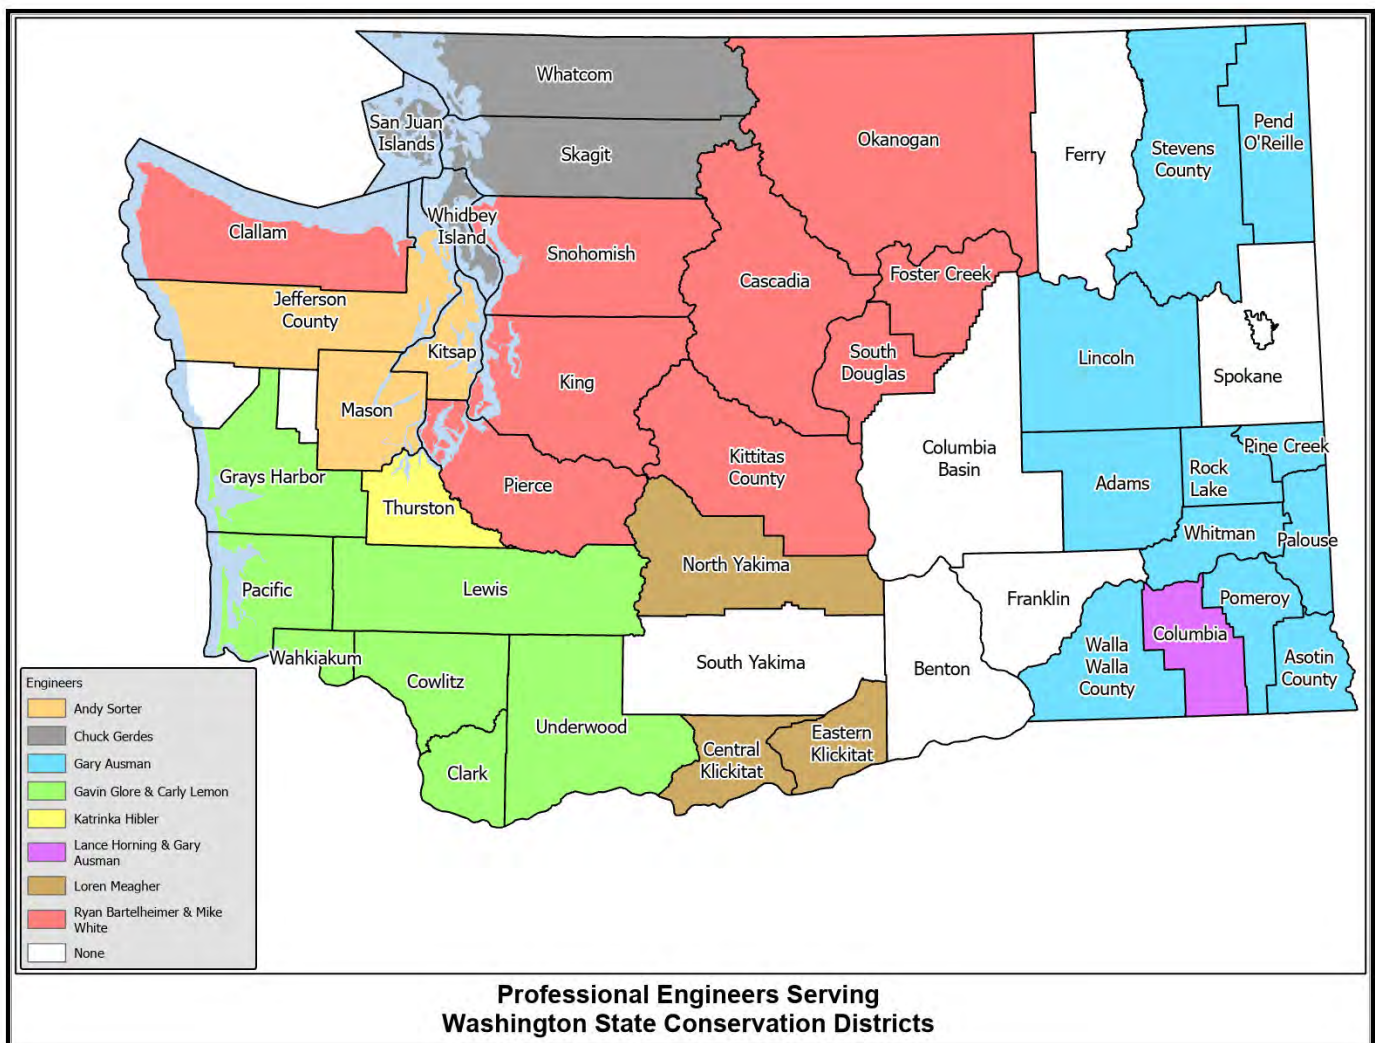 Whatcom
San Juan
Islands
Skagit
Okanogan
Ferry
Stevens
County
Pend
O'Reille
Clallam
Whidbey
Island
Snohomish
Cascadia
Foster Creek
Jefferson
County
Kitsap
King
South
Douglas
Lincoln
Spokane
Mason
Columbia
Basin
Grays Harbor
Thurston
Pierce
Kittitas
County
Adams
Rock
Lake
Pine Creek
Whitman
Palouse
North Yakima
Pacific
Lewis
Franklin
Pomeroy
Columbia
Walla
Walla
County
Asotin
County
Wahkiakum
Cowlitz
South Yakima
Benton
Underwood
Clark
Central
Klickitat
Eastern
Klickitat
Engineers
Andy Sorter
Chuck Gerdes
Gary Ausman
Gavin Glore & Carly Lemon
Katrinka Hibler
Lance Horning & Gary
Ausman
Loren Meagher
Ryan Bartelheimer & Mike
White
None
Professional Engineers Serving
Washington State Conservation Districts